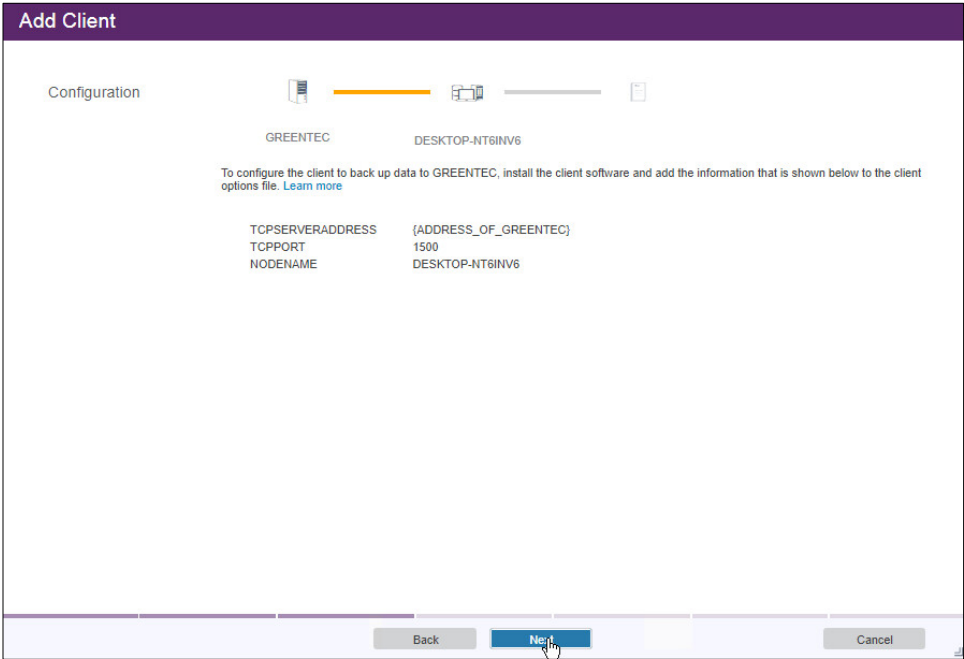 Add Client
Configuration
GREENTEC DESKTOP-NT6INV6
To configure the client to back up data to GREENTEC, install the client software and add the information that is shown below to the client
options file. Learn more
TCPSERVERADDRESS {ADDRESS_OF_GREENTEC}
TCPPORT 1500
NODENAME DESKTOP-NT6INV6
Back Next Cancel